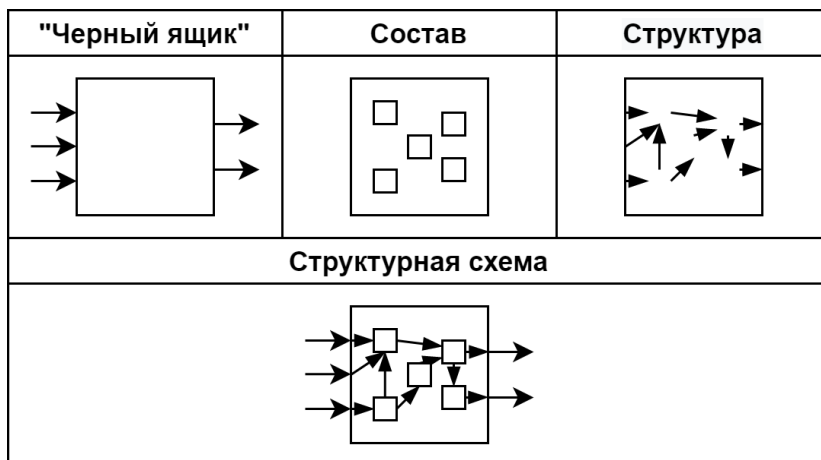 "Черный ящик"
Состав
Структура
Структурная схема